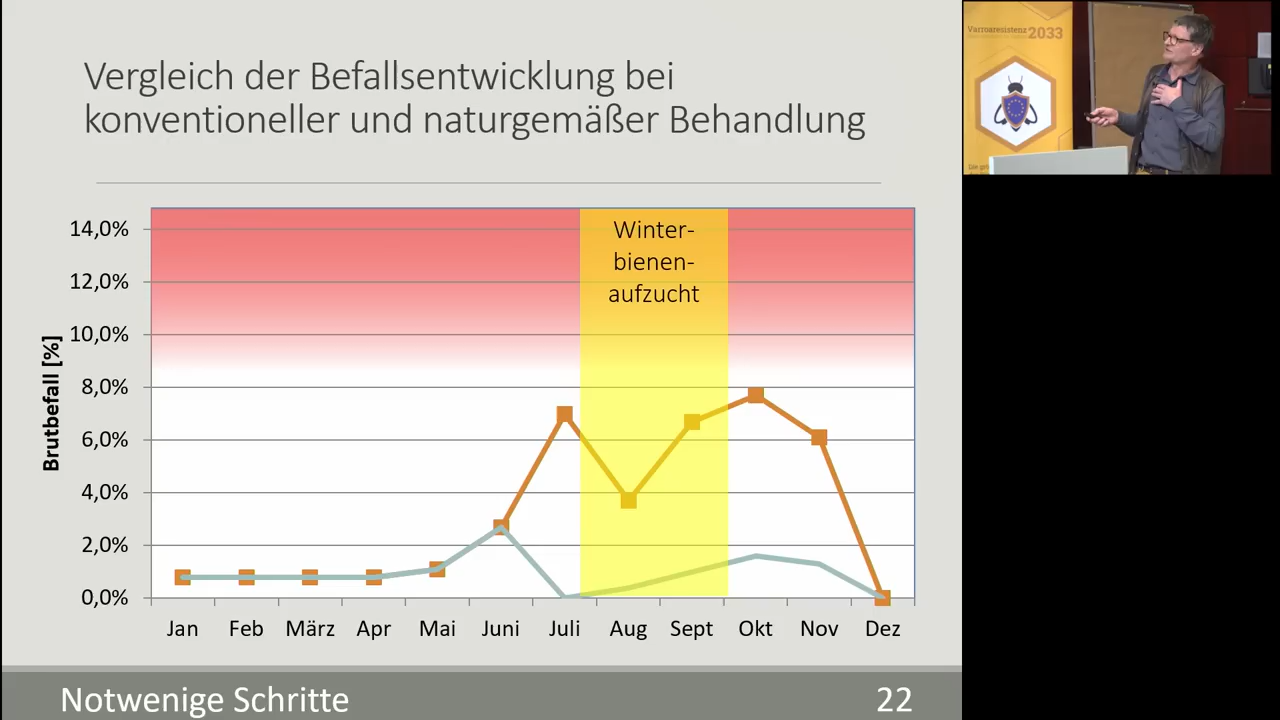 Vergleich der Befallsentwicklung bei
konventioneller und naturgemäßer Behandlung
Winter-
bienen-
aufzucht
Brutbefall [%]
14,0%
12,0%
10,0%
8,0%
6,0%
4,0%
2,0%
0,0%
Jan Feb März Apr Mai Juni Juli Aug Sept Okt Nov Dez
Notwenige Schritte 22
Varroaresistenz 2033